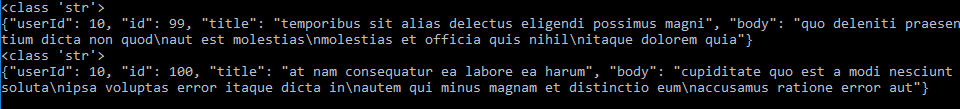 <class 'str'>
{"userId": 10, "id": 99, "title": "temporibus sit alias delectus eligendi possimus magni", "body": "quo deleniti praesen
tium dicta non quod\naut est molestias\nmolestias et officia quis nihil\nitaque dolorem quia"}
<class 'str'>
{"userId": 10, "id": 100, "title": "at nam consequatur ea labore ea harum", "body": "cupiditate quo est a modi nesciunt
soluta\nipsa voluptas error itaque dicta in\nautem qui minus magnam et distinctio eum\naccusamus ratione error aut"}